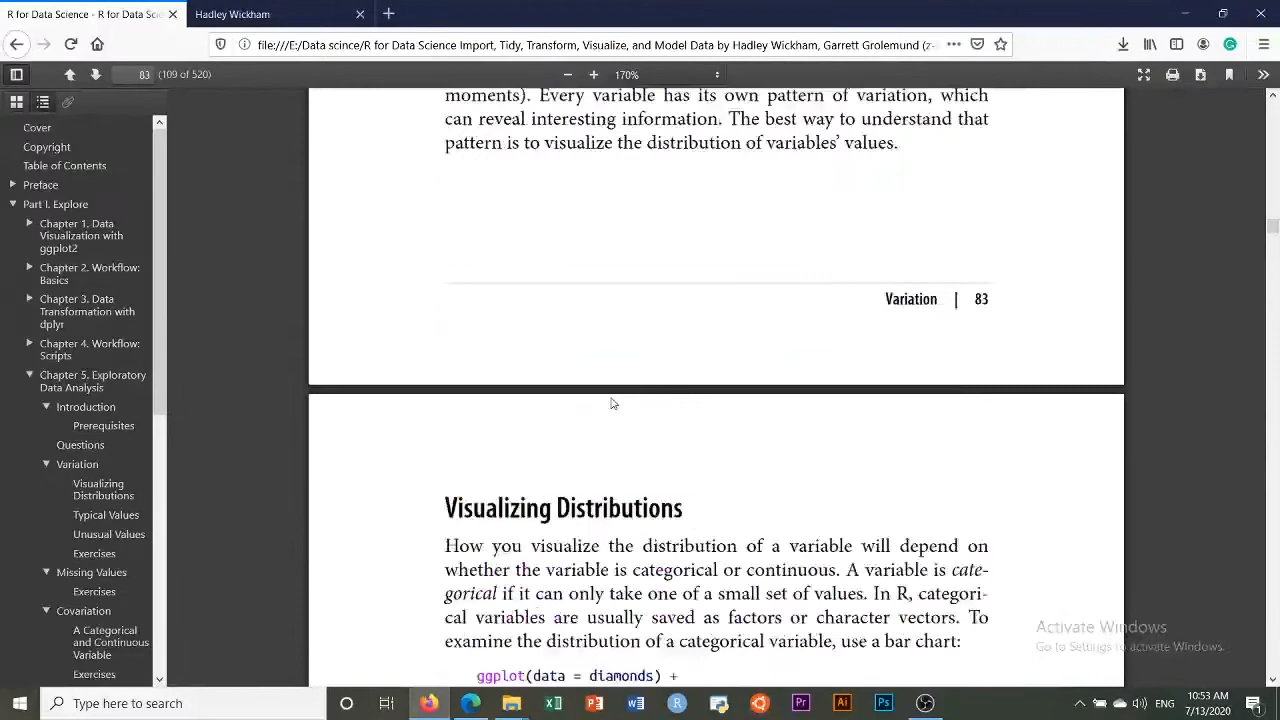 R for Data Science - R for Data Scie
Hadley Wickham
file:///E:/Data scince/R for Data Science Import, Tidy, Transform, Visualize, and Model Data by Hadley Wickham, Garrett Grolemund (z-
83 (109 of 520)
170%
Cover
Copyright
Table of Contents
Preface
Part I. Explore
Chapter 1. Data
Visualization with
ggplot2
Chapter 2. Workflow:
Basics
Chapter 3. Data
Transformation with
dplyr
Chapter 4. Workflow:
Scripts
Chapter 5. Exploratory
Data Analysis
Introduction
Prerequisites
Questions
Variation
Visualizing
Distributions
Typical Values
Unusual Values
Exercises
Missing Values
Exercises
Covariation
A Categorical
and Continuous
Variable
Exercises
moments). Every variable has its own pattern of variation, which
can reveal interesting information. The best way to understand that
pattern is to visualize the distribution of variables' values.
Variation | 83
Visualizing Distributions
How you visualize the distribution of a variable will depend on
whether the variable is categorical or continuous. A variable is cate-
gorical if it can only take one of a small set of values. In R, categori-
cal variables are usually saved as factors or character vectors. To
examine the distribution of a categorical variable, use a bar chart:
ggplot(data = diamonds) +
Activate Windows
Go to Settings to activate Windows.
Type here to search
X
P
W
R
Pr
Ai
Ps
ENG
10:53 AM
7/13/2020